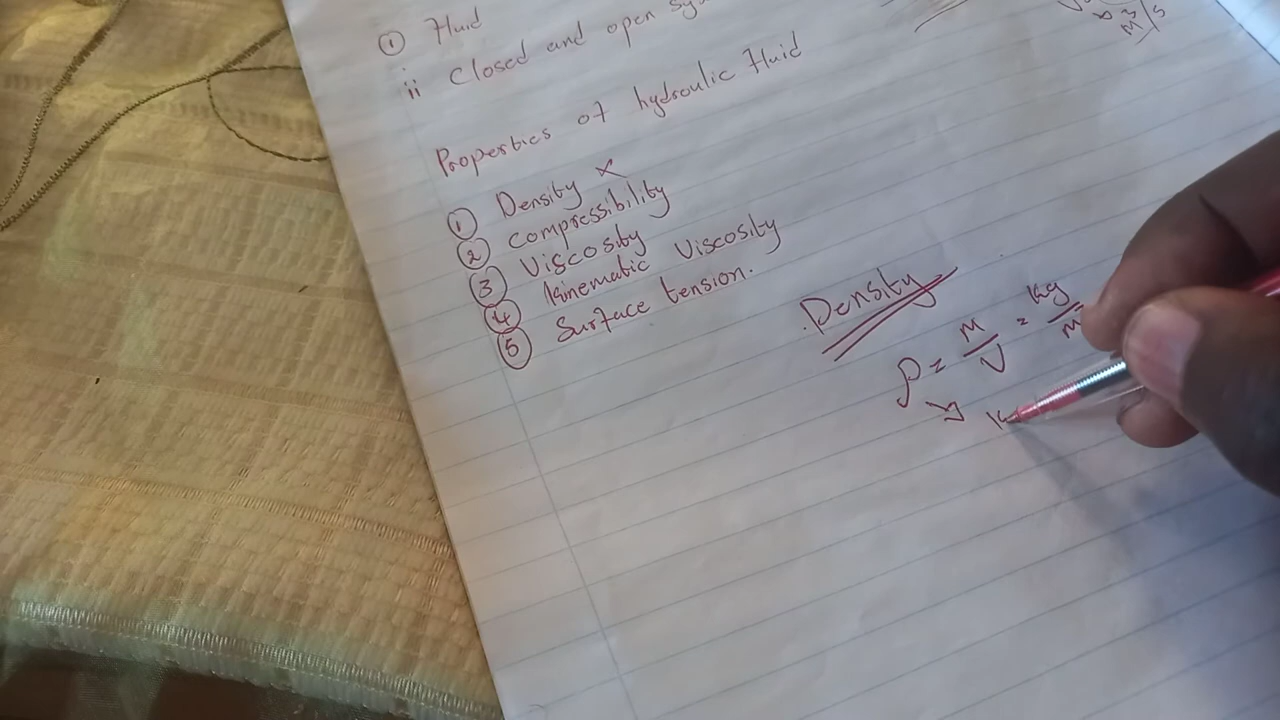 ① Fluid
ii Closed and open
m³/s
Properties of hydraulic fluid
① Density ×
② compressibility
③ Viscosity
④ kinematic Viscosity
⑤ Surface tension.
Density
ρ = M/V = kg/m
→ K